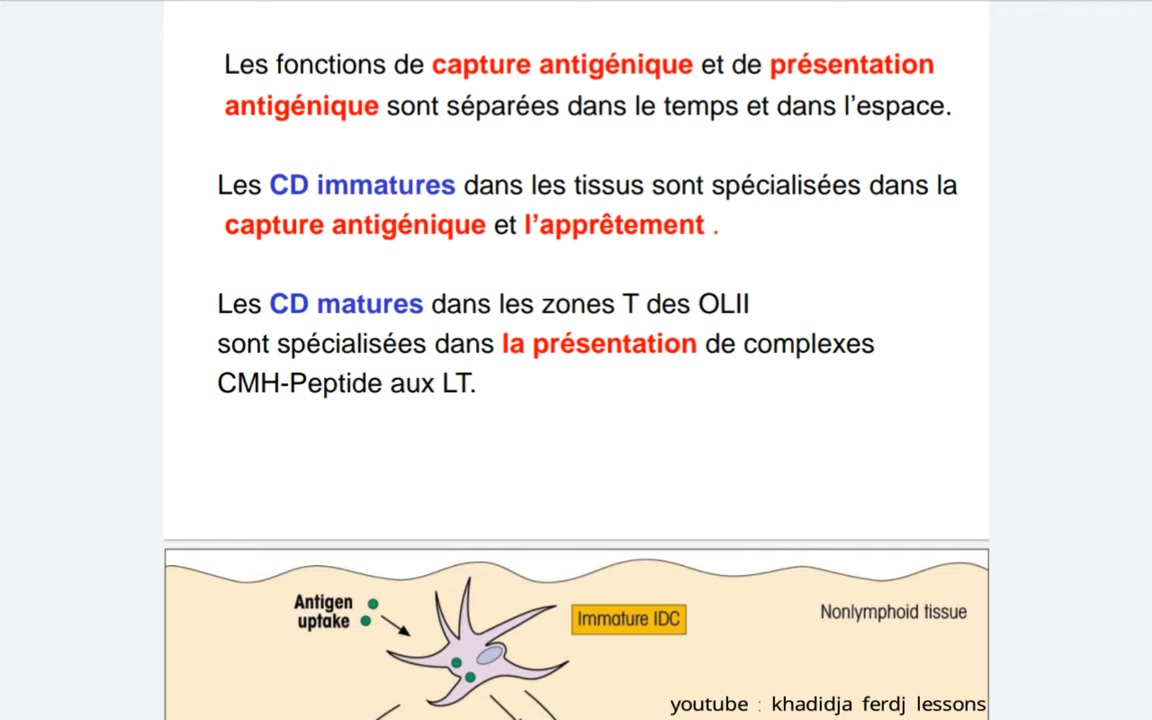 Les fonctions de capture antigénique et de présentation
antigénique sont séparées dans le temps et dans l’espace.
Les CD immatures dans les tissus sont spécialisées dans la
capture antigénique et l’apprêtement .
Les CD matures dans les zones T des OLII
sont spécialisées dans la présentation de complexes
CMH-Peptide aux LT.
Antigen
uptake
Immature IDC
Nonlymphoid tissue
youtube : khadidja ferdj lessons